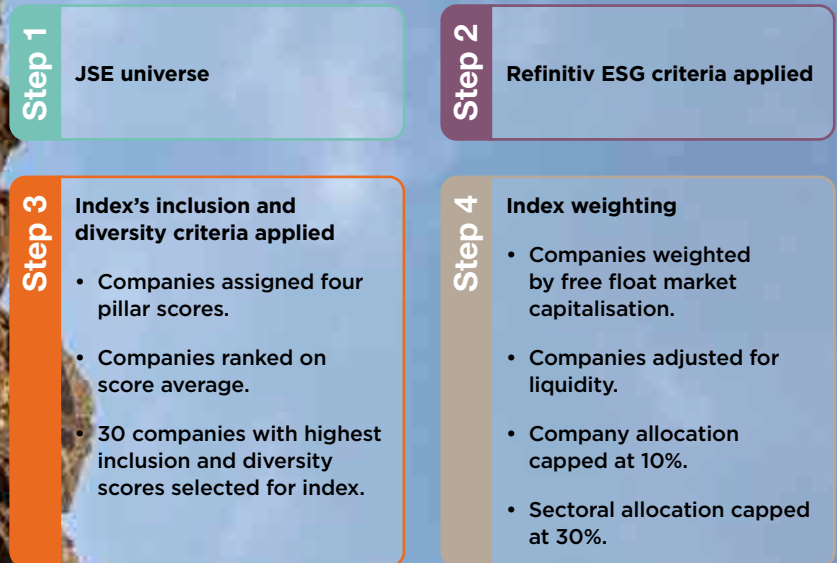 Step 1
JSE universe
Step 2
Refinitiv ESG criteria applied
Step 3
Index's inclusion and
diversity criteria applied
• Companies assigned four
pillar scores.
• Companies ranked on
score average.
• 30 companies with highest
inclusion and diversity
scores selected for index.
Step 4
Index weighting
• Companies weighted
by free float market
capitalisation.
• Companies adjusted for
liquidity.
• Company allocation
capped at 10%.
• Sectoral allocation capped
at 30%.